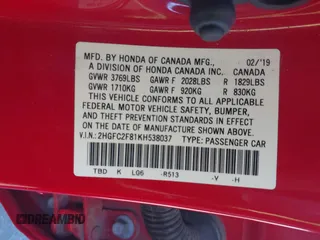 MFD. BY HONDA OF CANADA MFG., 02/'19
A DIVISION OF HONDA CANADA INC. CANADA
GVWR 3769LBS GAWR F 2028LBS R 1829LBS
GVWR 1710KG GAWR F 920KG R 830KG
THIS VEHICLE CONFORMS TO ALL APPLICABLE
FEDERAL MOTOR VEHICLE SAFETY, BUMPER,
AND THEFT PREVENTION STANDARDS IN EFFECT
ON THE DATE OF MANUFACTURE SHOWN ABOVE.
V.I.N.: 2HGFC2F81KH538037 TYPE: PASSENGER CAR
TBD K LG6 -R513 -V -H
DREAMBID